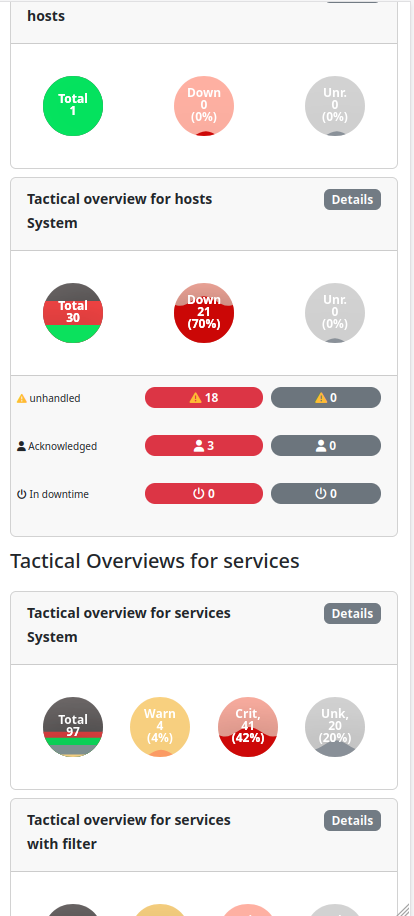 hosts
Total
1
Down
0
(0%)
Unr.
0
(0%)
Tactical overview for hosts
System
Details
Total
30
Down
21
(70%)
Unr.
0
(0%)
unhandled
18
0
Acknowledged
3
0
In downtime
0
0
Tactical Overviews for services
Tactical overview for services
System
Details
Total
97
Warn
4
(4%)
Crit,
41
(42%)
Unk,
20
(20%)
Tactical overview for services
with filter
Details